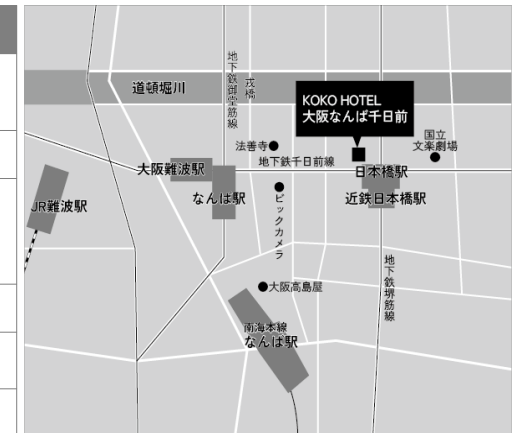 地下鉄御堂筋線
戎橋
道頓堀川
KOKO HOTEL
大阪なんば千日前
国立
文楽劇場
法善寺
地下鉄千日前線
日本橋駅
大阪難波駅
なんば駅
近鉄日本橋駅
ビックカメラ
JR難波駅
地下鉄堺筋線
大阪高島屋
南海本線
なんば駅